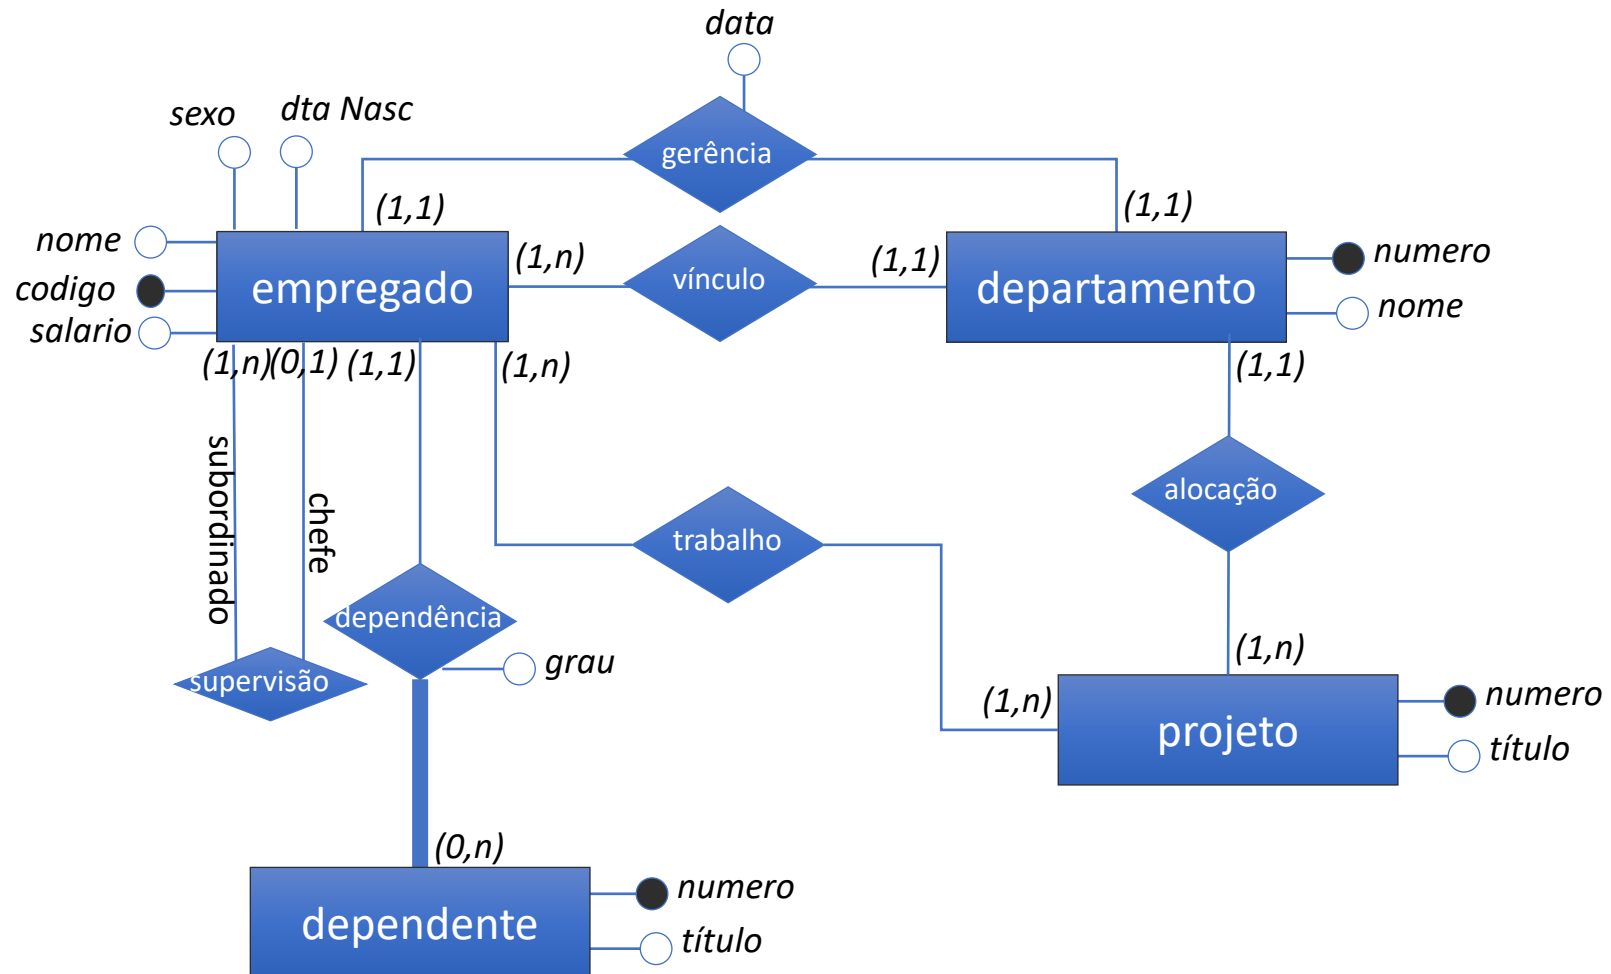 data
sexo
dta Nasc
gerência
(1,1)
(1,1)
nome
codigo
salario
empregado
(1,n)
vínculo
(1,1)
departamento
numero
nome
(1,n)
(0,1)
(1,1)
(1,n)
(1,1)
subordinado
chefe
alocação
trabalho
dependência
grau
supervisão
(1,n)
(1,n)
projeto
numero
título
(0,n)
dependente
numero
título